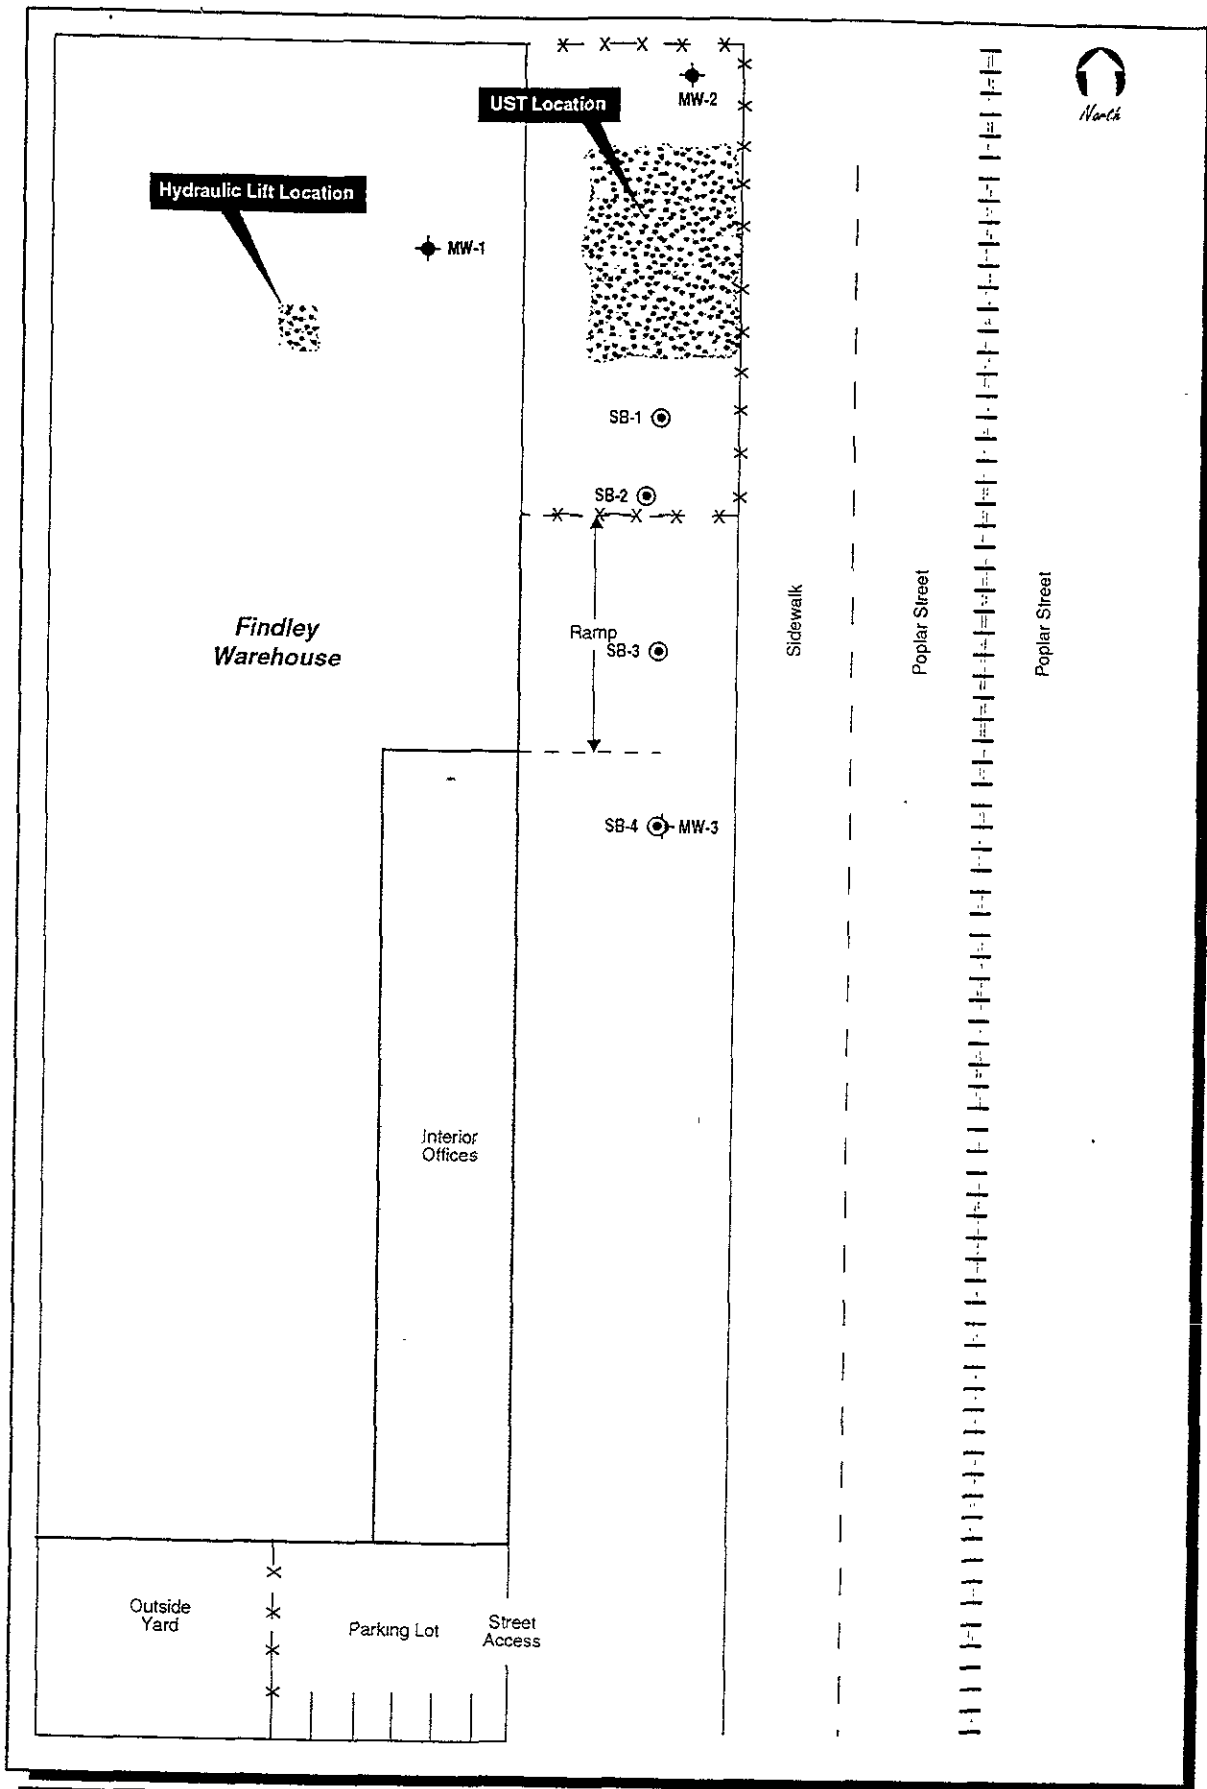 North
MW-2
UST Location
Hydraulic Lift Location
MW-1
SB-1
SB-2
Findley
Warehouse
Ramp
SB-3
Sidewalk
Poplar Street
Poplar Street
SB-4
MW-3
Interior
Offices
Outside
Yard
Parking Lot
Street
Access